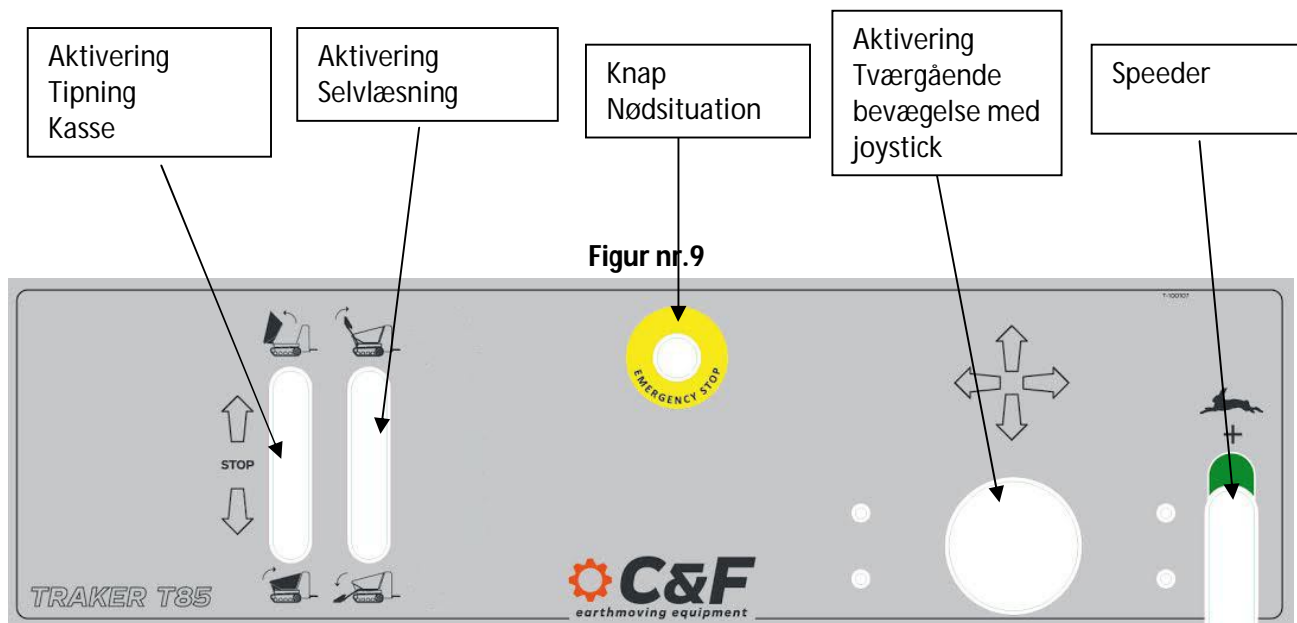 Aktivering
Tipning
Kasse
Aktivering
Selvlæsning
Knap
Nødsituation
Aktivering
Tværgående
bevægelse med
joystick
Speeder
Figur nr.9
T-100107
EMERGENCY STOP
STOP
+
TRAKER T85
C&F
earthmoving equipment